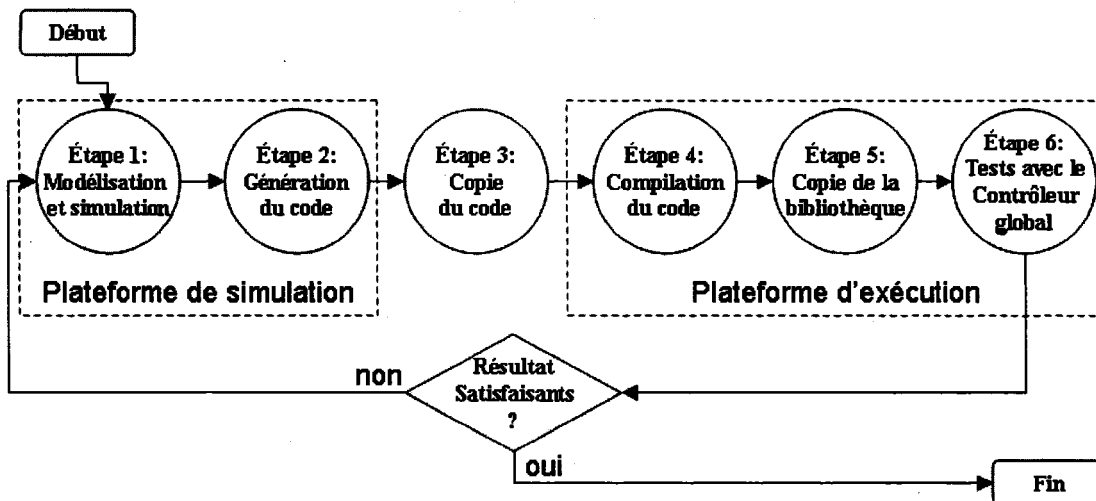 Début
Étape 1:
Modélisation
et simulation
Étape 2:
Génération
du code
Étape 3:
Copie
du code
Étape 4:
Compilation
du code
Étape 5:
Copie de la
bibliothèque
Étape 6:
Tests avec le
Contrôleur
global
Plateforme de simulation
Plateforme d'exécution
Résultat
Satisfaisants
?
non
oui
Fin